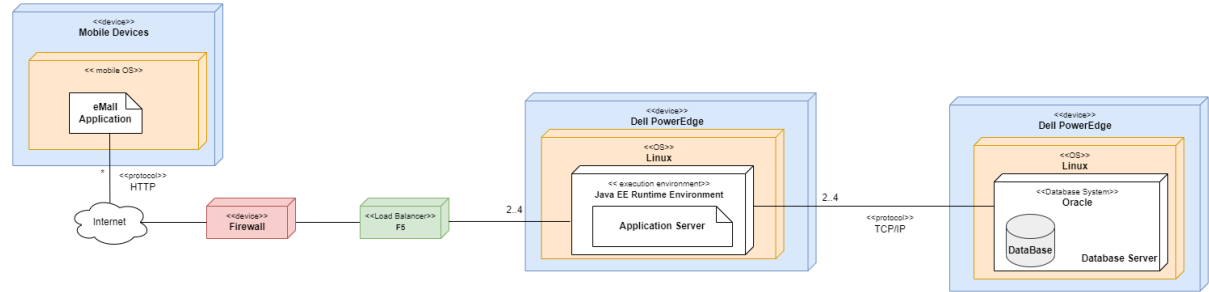 <<device>>
Mobile Devices
<< mobile OS>>
eMall
Application
*
<<protocol>>
HTTP
Internet
<<device>>
Firewall
<<Load Balancer>>
F5
2..4
<<device>>
Dell PowerEdge
<<OS>>
Linux
<< execution environment>>
Java EE Runtime Environment
Application Server
2..4
<<protocol>>
TCP/IP
<<device>>
Dell PowerEdge
<<OS>>
Linux
<<Database System>>
Oracle
DataBase
Database Server